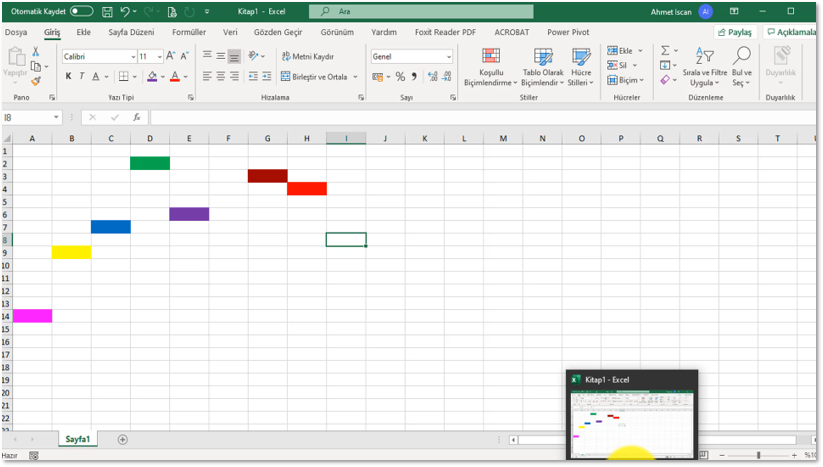 Otomatik Kaydet Kitap1 - Excel Ara Ahmet Iscan AI
Dosya Giriş Ekle Sayfa Düzeni Formüller Veri Gözden Geçir Görünüm Yardım Foxit Reader PDF ACROBAT Power Pivot Paylaş Açıklamala
Yapıştır
Calibri 11 A A
K T A A
Metni Kaydır
Birleştir ve Ortala
Genel
% 9
Koşullu Biçimlendirme
Tablo Olarak Biçimlendir
Hücre Stilleri
Ekle
Sil
Biçim
Sırala ve Filtre Uygula
Bul ve Seç
Duyarlılık
Pano Yazı Tipi Hizalama Sayı Stiller Hücreler Düzenleme Duyarlılık
I8 fx
A B C D E F G H I J K L M N O P Q R S T
1
2
3
4
5
6
7
8
9
10
11
12
13
14
15
16
17
18
19
20
21
22
Kitap1 - Excel
Sayfa1
Hazır